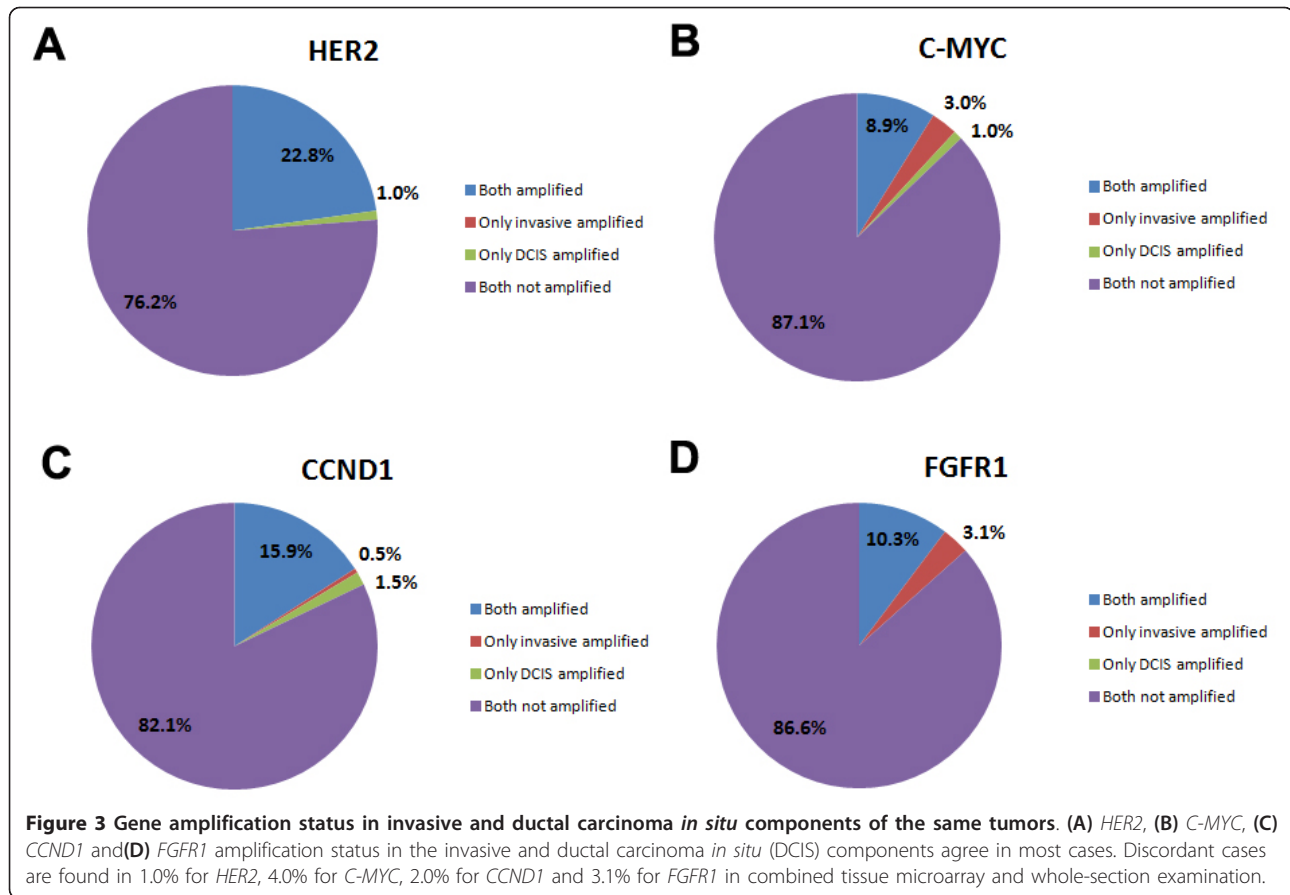 A
HER2
22.8%
1.0%
76.2%
Both amplified
Only invasive amplified
Only DCIS amplified
Both not amplified
B
C-MYC
8.9%
3.0%
1.0%
87.1%
Both amplified
Only invasive amplified
Only DCIS amplified
Both not amplified
C
CCND1
15.9%
0.5%
1.5%
82.1%
Both amplified
Only invasive amplified
Only DCIS amplified
Both not amplified
D
FGFR1
10.3%
3.1%
86.6%
Both amplified
Only invasive amplified
Only DCIS amplified
Both not amplified
Figure 3 Gene amplification status in invasive and ductal carcinoma in situ components of the same tumors. (A) HER2, (B) C-MYC, (C)
CCND1 and(D) FGFR1 amplification status in the invasive and ductal carcinoma in situ (DCIS) components agree in most cases. Discordant cases
are found in 1.0% for HER2, 4.0% for C-MYC, 2.0% for CCND1 and 3.1% for FGFR1 in combined tissue microarray and whole-section examination.